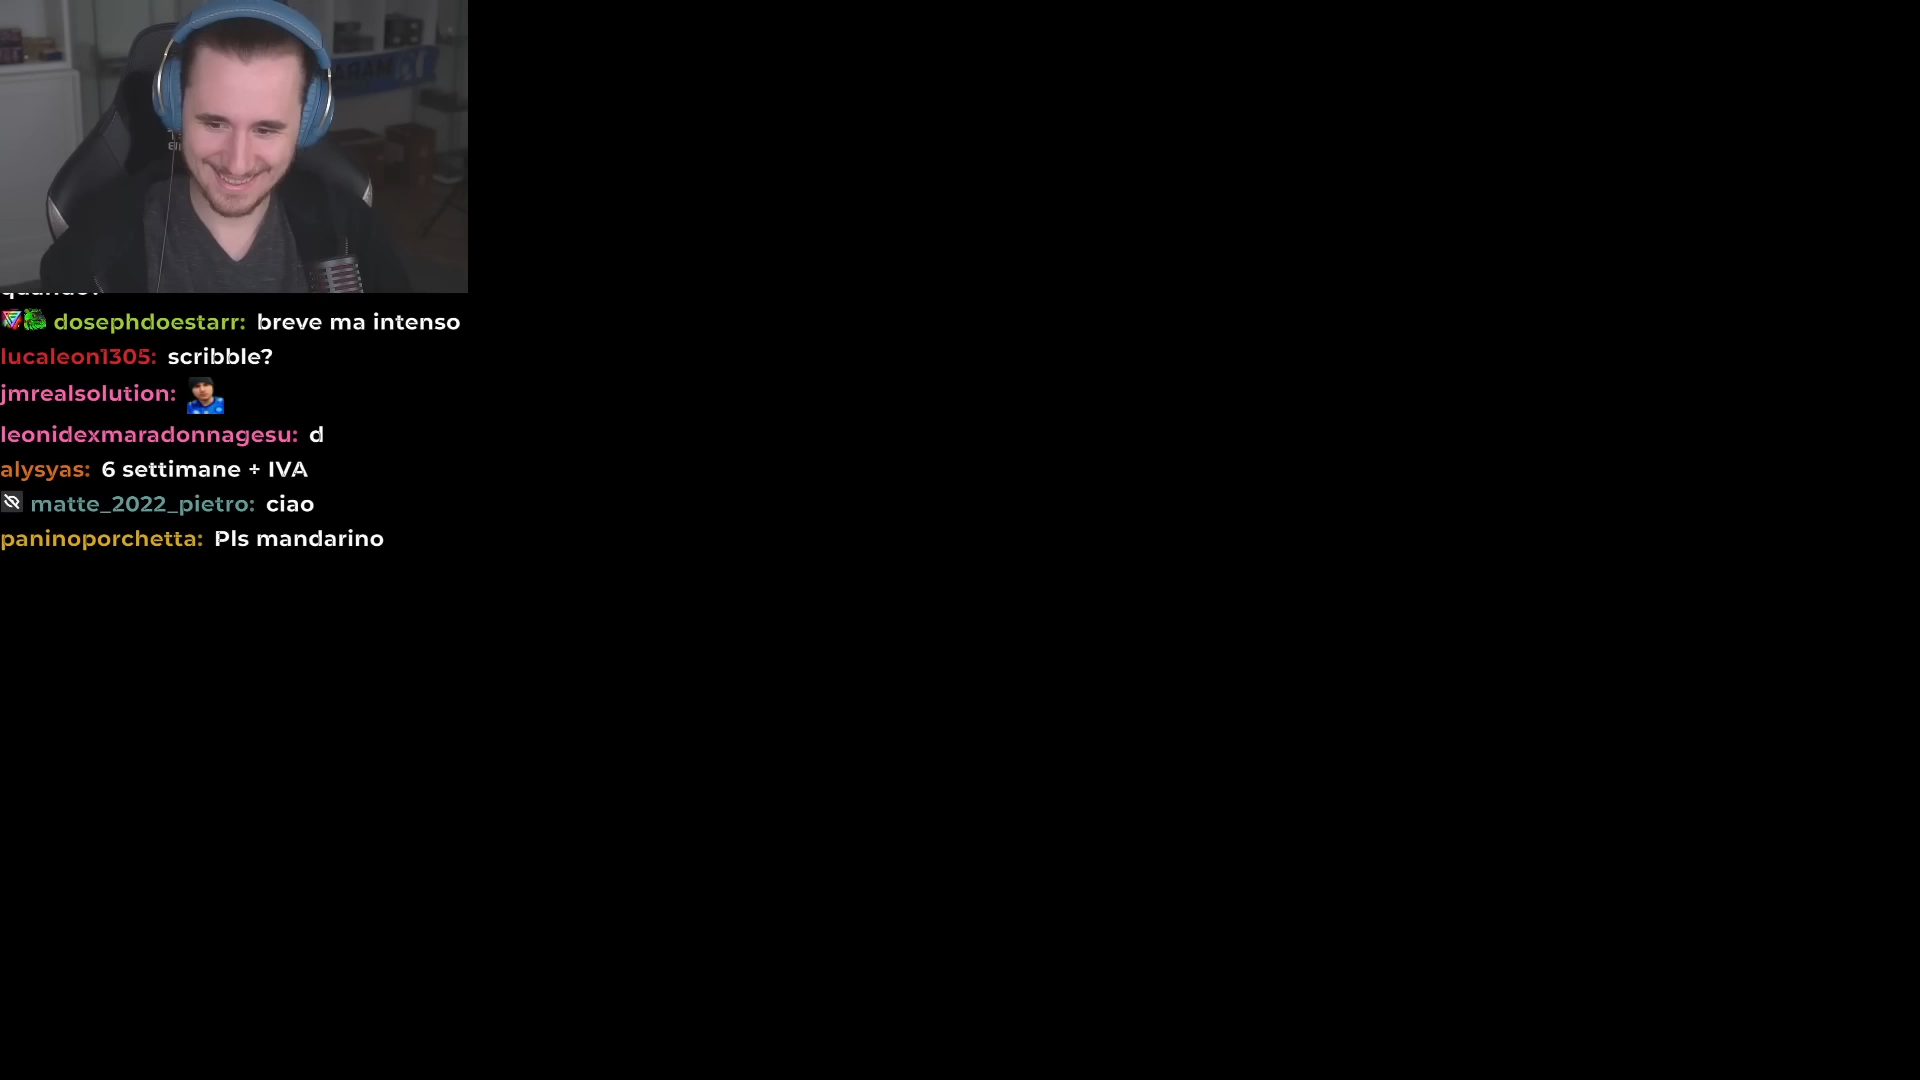 dosephdoestarr: breve ma intenso
lucaleon1305: scribble?
jmrealsolution:
leonidexmaradonnagesu: d
alysyas: 6 settimane + IVA
matte_2022_pietro: ciao
paninoporchetta: Pls mandarino